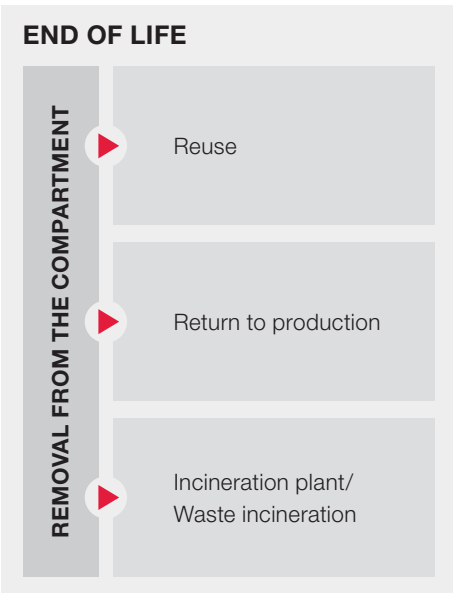 END OF LIFE
REMOVAL FROM THE COMPARTMENT
Reuse
Return to production
Incineration plant/
Waste incineration